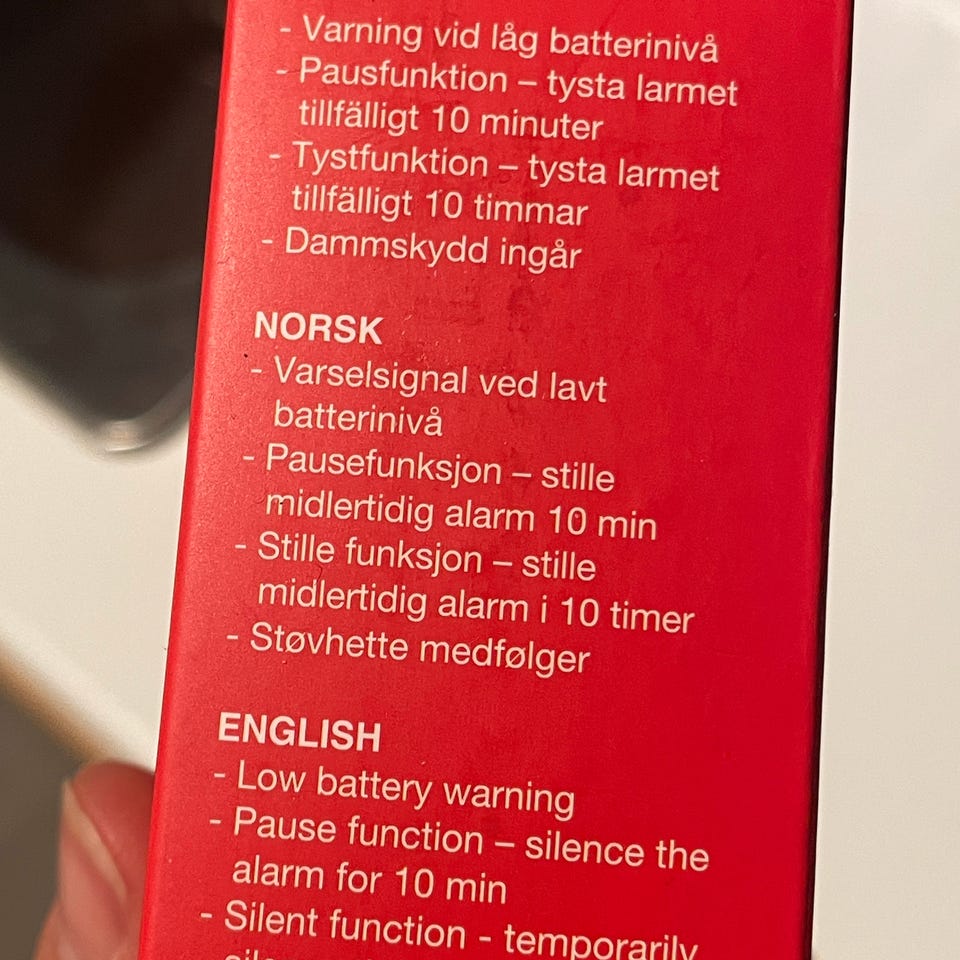 - Varning vid låg batterinivå
- Pausfunktion – tysta larmet
tillfälligt 10 minuter
- Tystfunktion – tysta larmet
tillfälligt 10 timmar
- Dammskydd ingår
NORSK
- Varselsignal ved lavt
batterinivå
- Pausefunksjon – stille
midlertidig alarm 10 min
- Stille funksjon – stille
midlertidig alarm i 10 timer
- Støvhette medfølger
ENGLISH
- Low battery warning
- Pause function – silence the
alarm for 10 min
- Silent function - temporarily